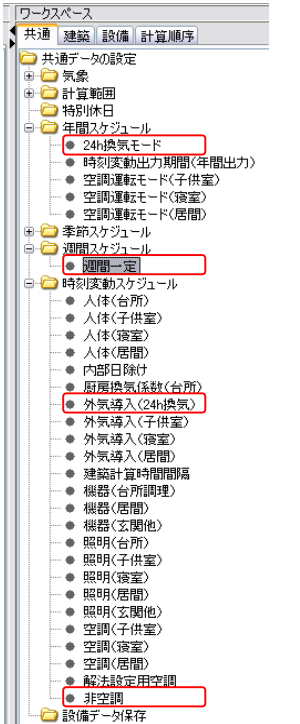 ワークスペース
共通 建築 設備 計算順序
共通データの設定
気象
計算範囲
特別休日
年間スケジュール
24h換気モード
時刻変動出力期間(年間出力)
空調運転モード(子供室)
空調運転モード(寝室)
空調運転モード(居間)
季節スケジュール
週間スケジュール
週間一定
時刻変動スケジュール
人体(台所)
人体(子供室)
人体(寝室)
人体(居間)
内部日除け
厨房換気係数(台所)
外気導入(24h換気)
外気導入(子供室)
外気導入(寝室)
外気導入(居間)
建築計算時間間隔
機器(台所調理)
機器(居間)
機器(玄関他)
照明(台所)
照明(子供室)
照明(寝室)
照明(居間)
照明(玄関他)
空調(子供室)
空調(寝室)
空調(居間)
解法設定用空調
非空調
設備データ保存